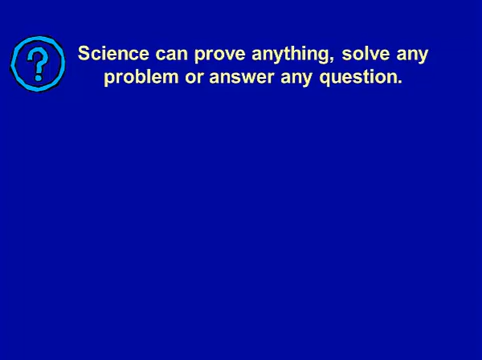 ?
Science can prove anything, solve any
problem or answer any question.